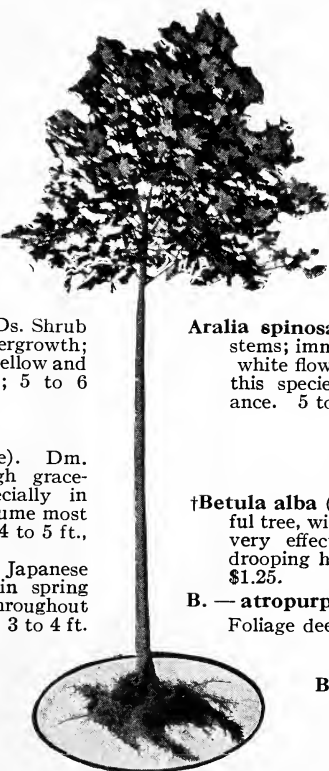 Ds. Shrub
ergrowth;
ellow and
; 5 to 6
e). Dm.
gh grace-
cially in
ume most
4 to 5 ft.,
Japanese
in spring
hroughout
3 to 4 ft.
Aralia spinosa
stems; imm
white flow
this specie
ance. 5 to
†Betula alba (
ful tree, wi
very effect
drooping h
$1.25.
B. — atropurp
Foliage dee
B